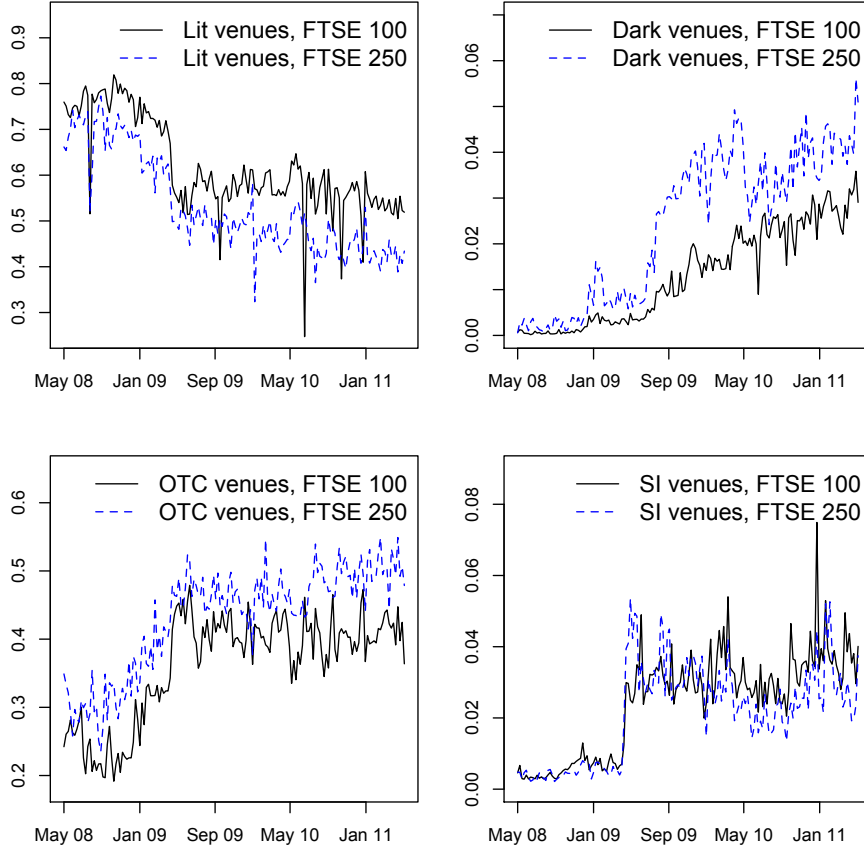 Lit venues, FTSE 100
Lit venues, FTSE 250
0.9
0.8
0.7
0.6
0.5
0.4
0.3
May 08 Jan 09 Sep 09 May 10 Jan 11
Dark venues, FTSE 100
Dark venues, FTSE 250
0.06
0.04
0.02
0.00
May 08 Jan 09 Sep 09 May 10 Jan 11
OTC venues, FTSE 100
OTC venues, FTSE 250
0.6
0.5
0.4
0.3
0.2
May 08 Jan 09 Sep 09 May 10 Jan 11
SI venues, FTSE 100
SI venues, FTSE 250
0.08
0.06
0.04
0.02
0.00
May 08 Jan 09 Sep 09 May 10 Jan 11